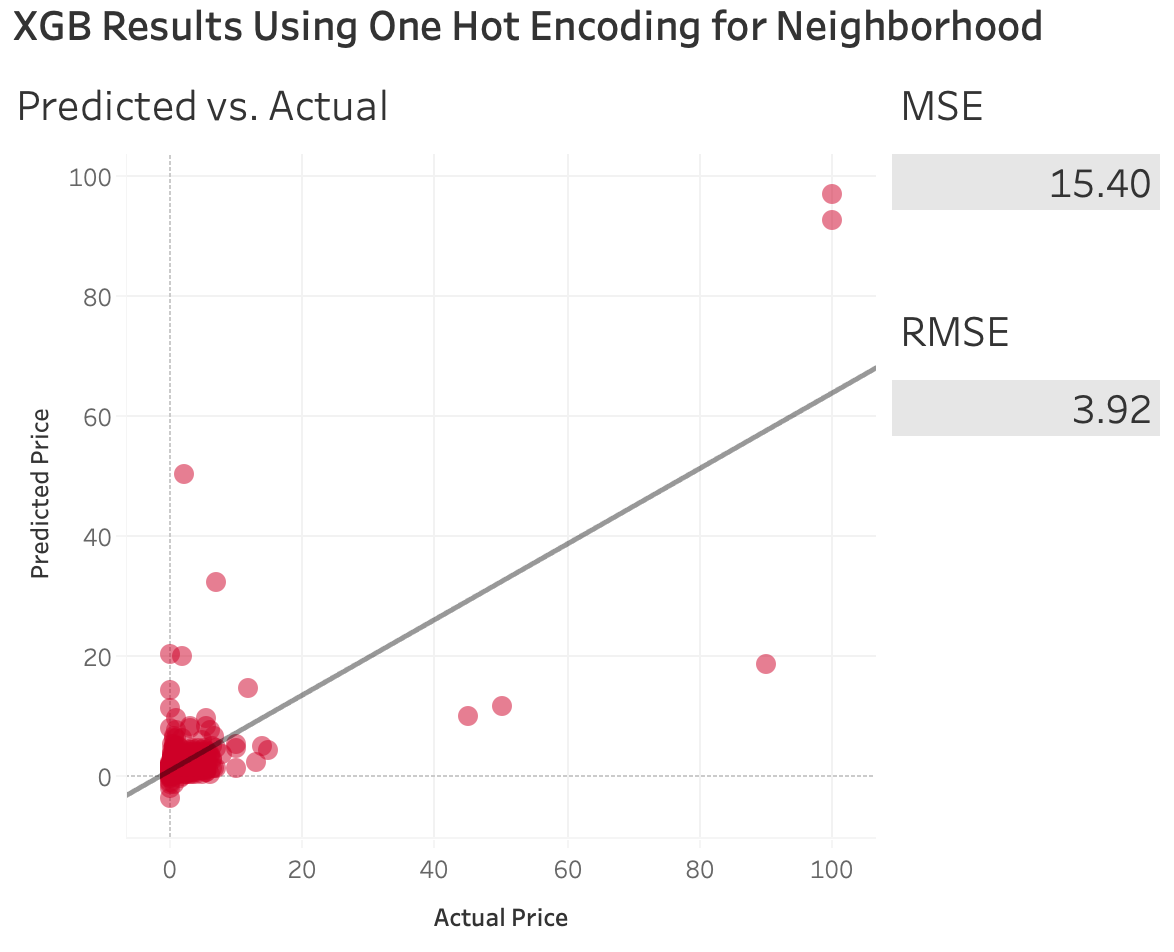 XGB Results Using One Hot Encoding for Neighborhood
Predicted vs. Actual
MSE
15.40
RMSE
3.92
Predicted Price
100
80
60
40
20
0
0 20 40 60 80 100
Actual Price